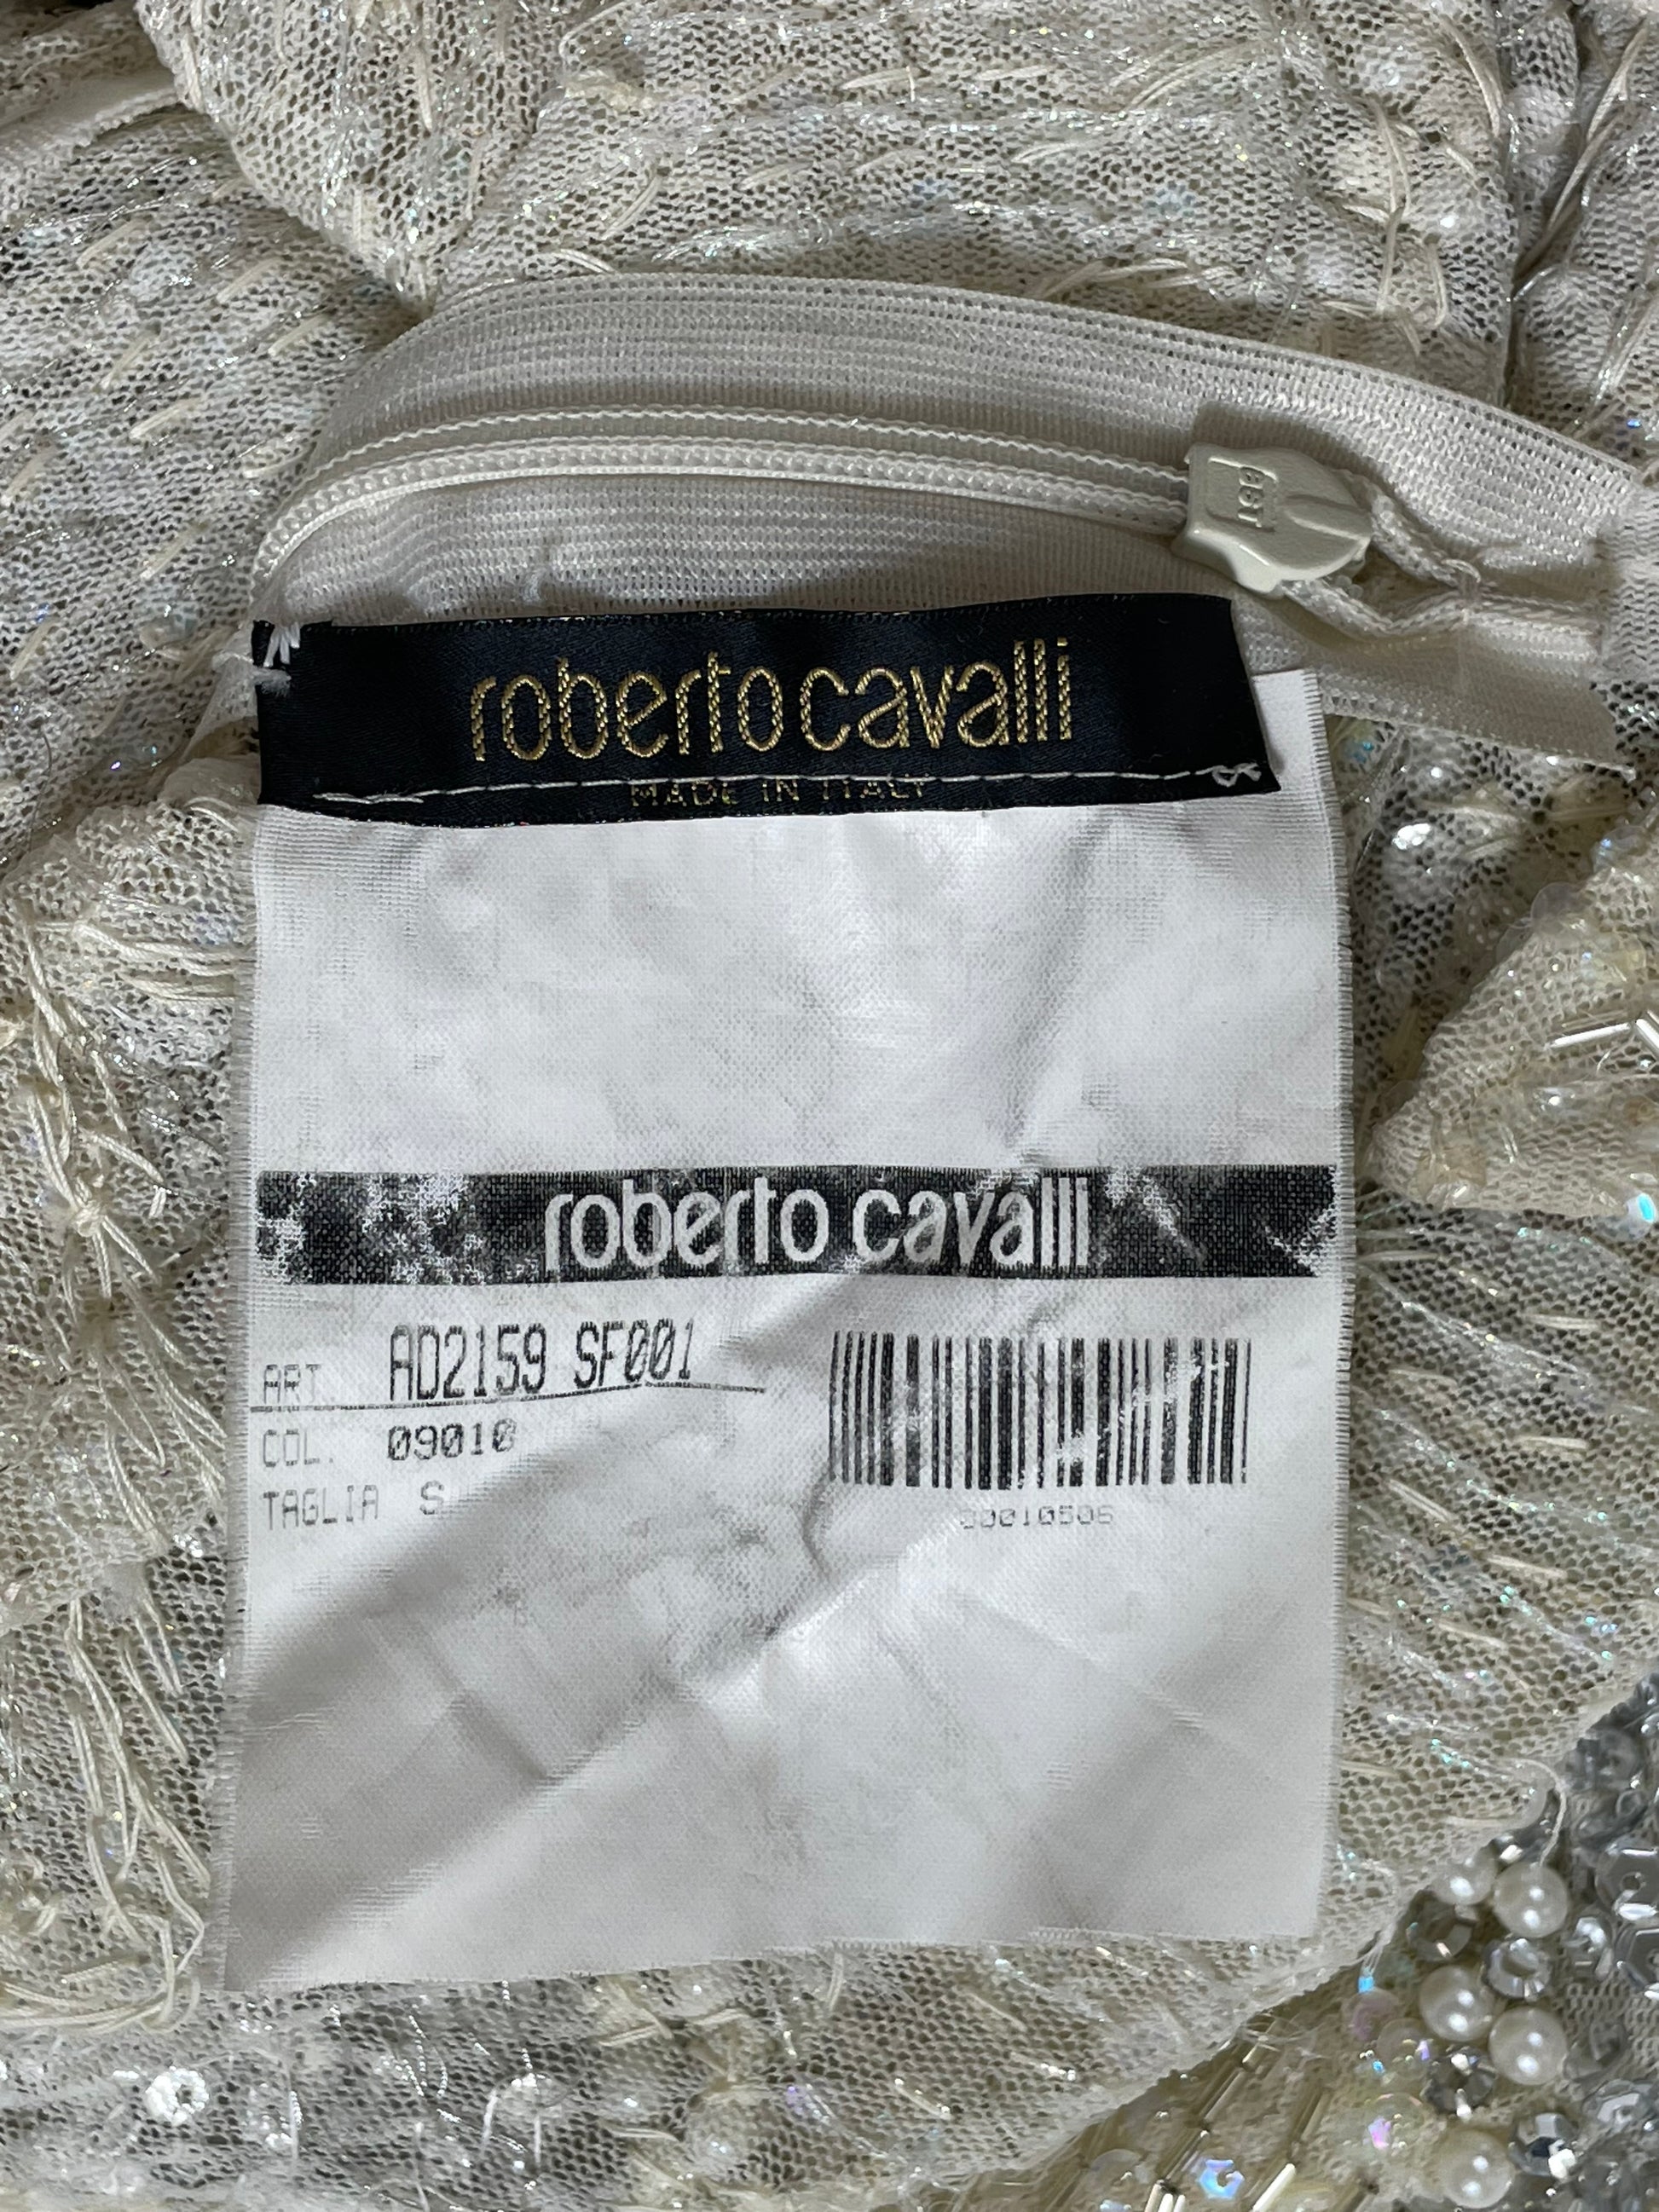 roberto cavalli
MADE IN ITALY
roberto cavalli
ART. AD2159 SF001
COL. 09010
TAGLIA S
00010506